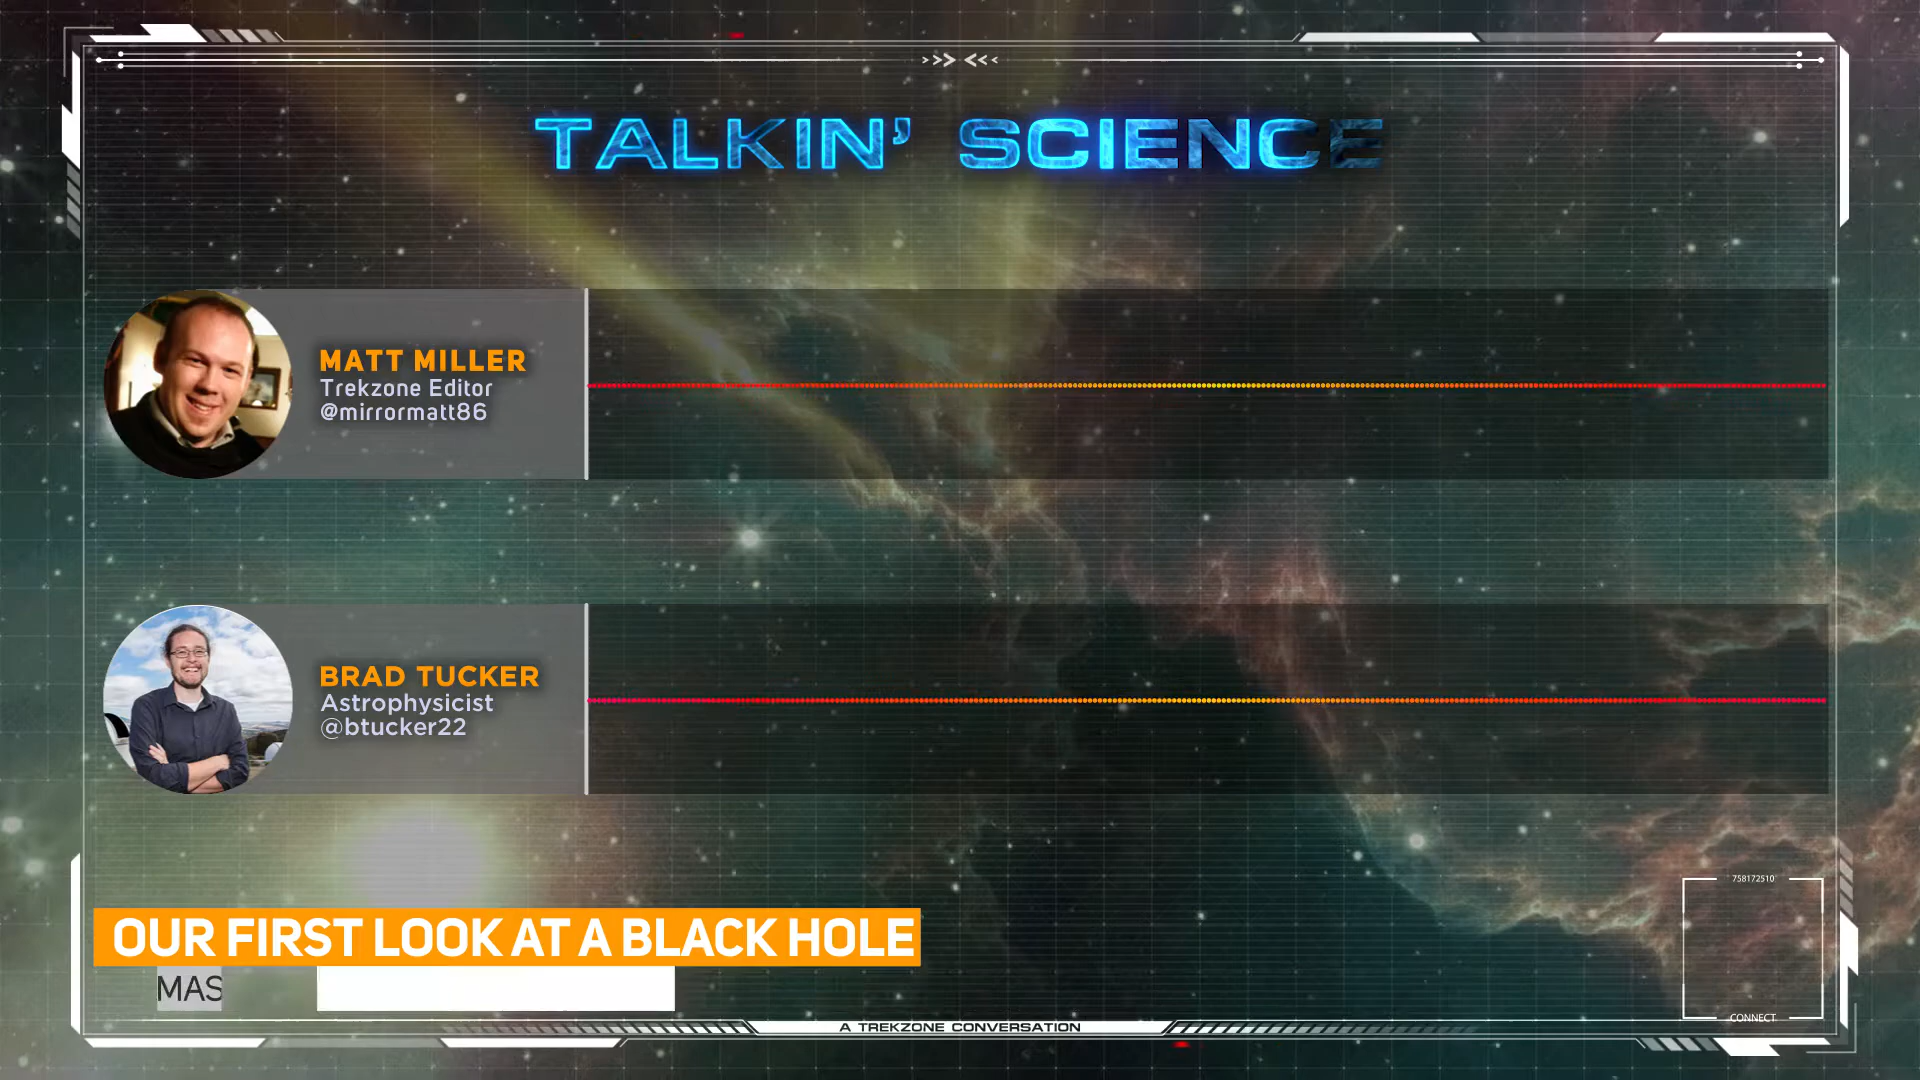 TALKIN' SCIENCE
MATT MILLER
Trekzone Editor
@mirrormatt86
BRAD TUCKER
Astrophysicist
@btucker22
758172510
OUR FIRST LOOK AT A BLACK HOLE
MAS
CONNECT
A TREKZONE CONVERSATION